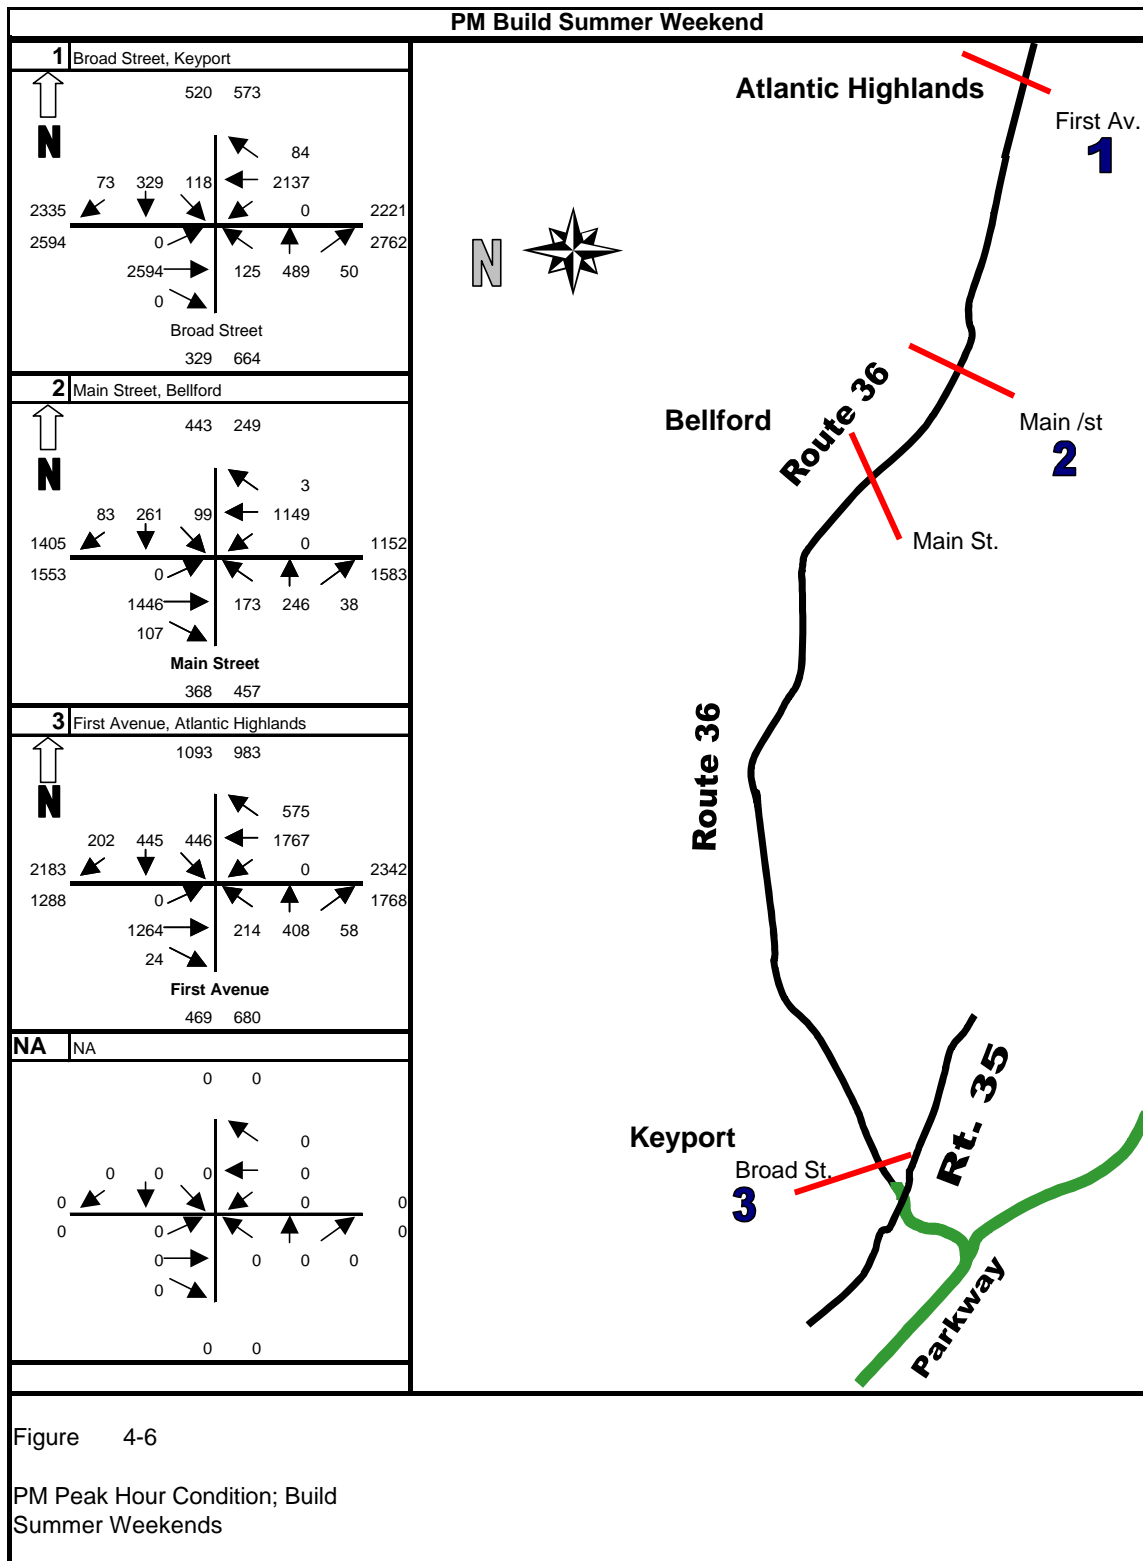 PM Build Summer Weekend
1 Broad Street, Keyport
N
520 573
84
73 329 118 2137
2335 0 2221
2594 0 2762
2594 125 489 50
0
Broad Street
329 664
2 Main Street, Bellford
N
443 249
3
83 261 99 1149
1405 0 1152
1553 0 1583
1446 173 246 38
107
Main Street
368 457
3 First Avenue, Atlantic Highlands
N
1093 983
575
202 445 446 1767
2183 0 2342
1288 0 1768
1264 214 408 58
24
First Avenue
469 680
NA NA
0 0
0
0 0 0 0
0 0 0
0 0 0
0 0 0 0
0
0 0
Atlantic Highlands
First Av.
1
N
Route 36
Bellford
Main /st
2
Main St.
Route 36
Rt. 35
Keyport
Broad St.
3
Parkway
Figure 4-6
PM Peak Hour Condition; Build
Summer Weekends